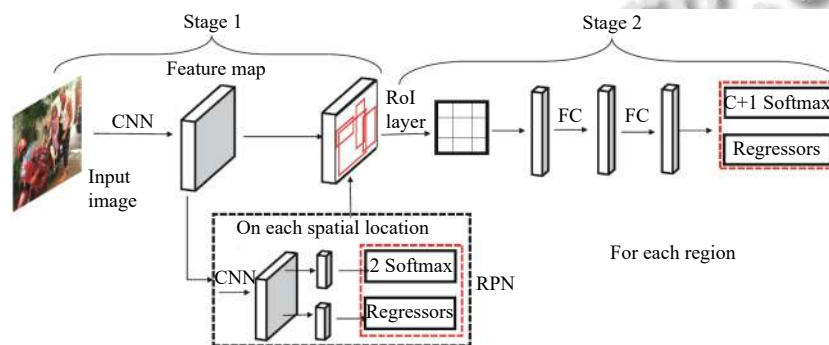 Stage 1
Stage 2
Feature map
CNN
Input
image
RoI
layer
FC
FC
C+1 Softmax
Regressors
On each spatial location
CNN
2 Softmax
Regressors
RPN
For each region